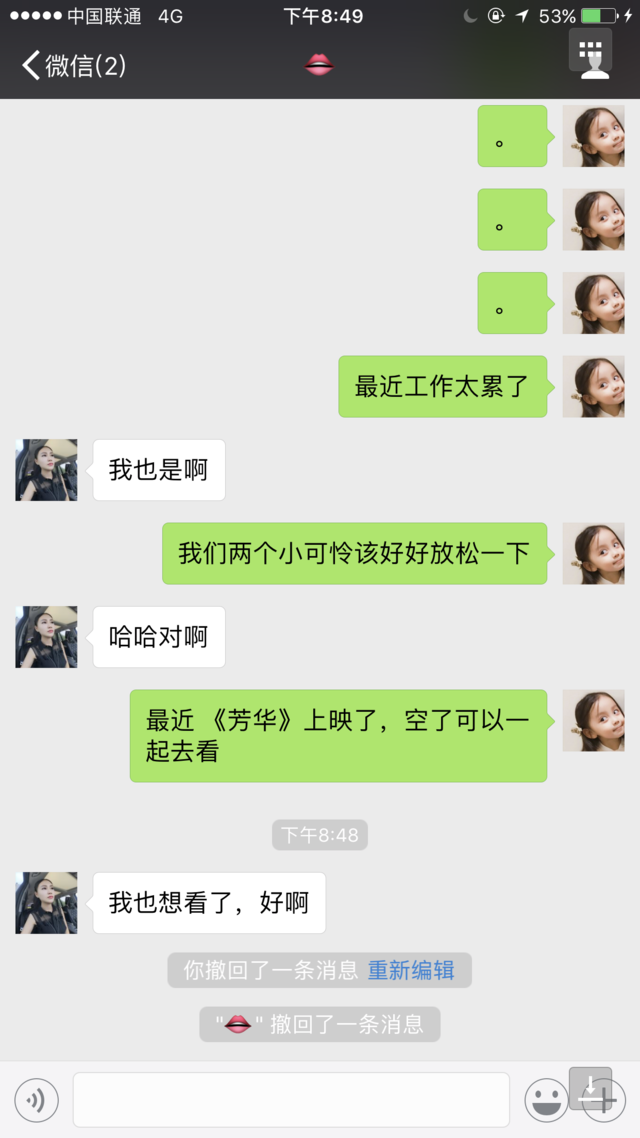 中国联通 4G 下午8:49 53%
微信(2)
。
。
。
最近工作太累了
我也是啊
我们两个小可怜该好好放松一下
哈哈对啊
最近 《芳华》上映了，空了可以一
起去看
下午8:48
我也想看了，好啊
你撤回了一条消息 重新编辑
"👄" 撤回了一条消息